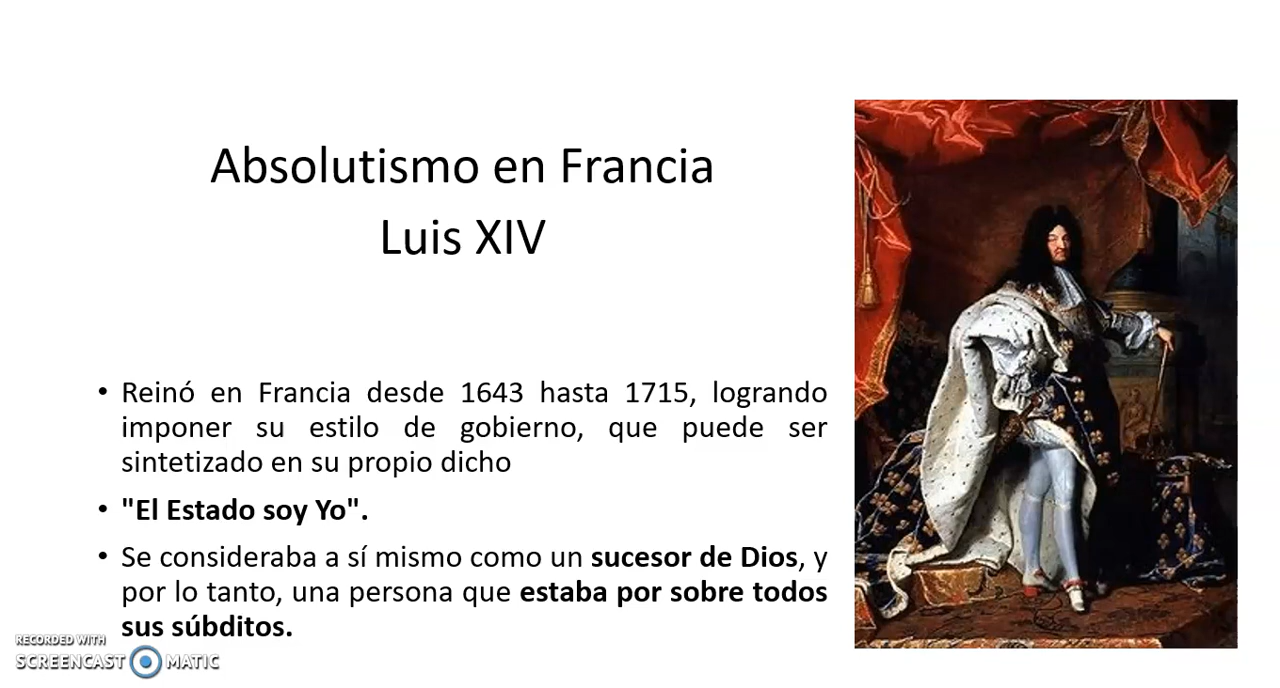 Absolutismo en Francia
Luis XIV
• Reinó en Francia desde 1643 hasta 1715, logrando
imponer su estilo de gobierno, que puede ser
sintetizado en su propio dicho
• "El Estado soy Yo".
• Se consideraba a sí mismo como un sucesor de Dios, y
por lo tanto, una persona que estaba por sobre todos
sus súbditos.
RECORDED WITH
SCREENCAST MATIC